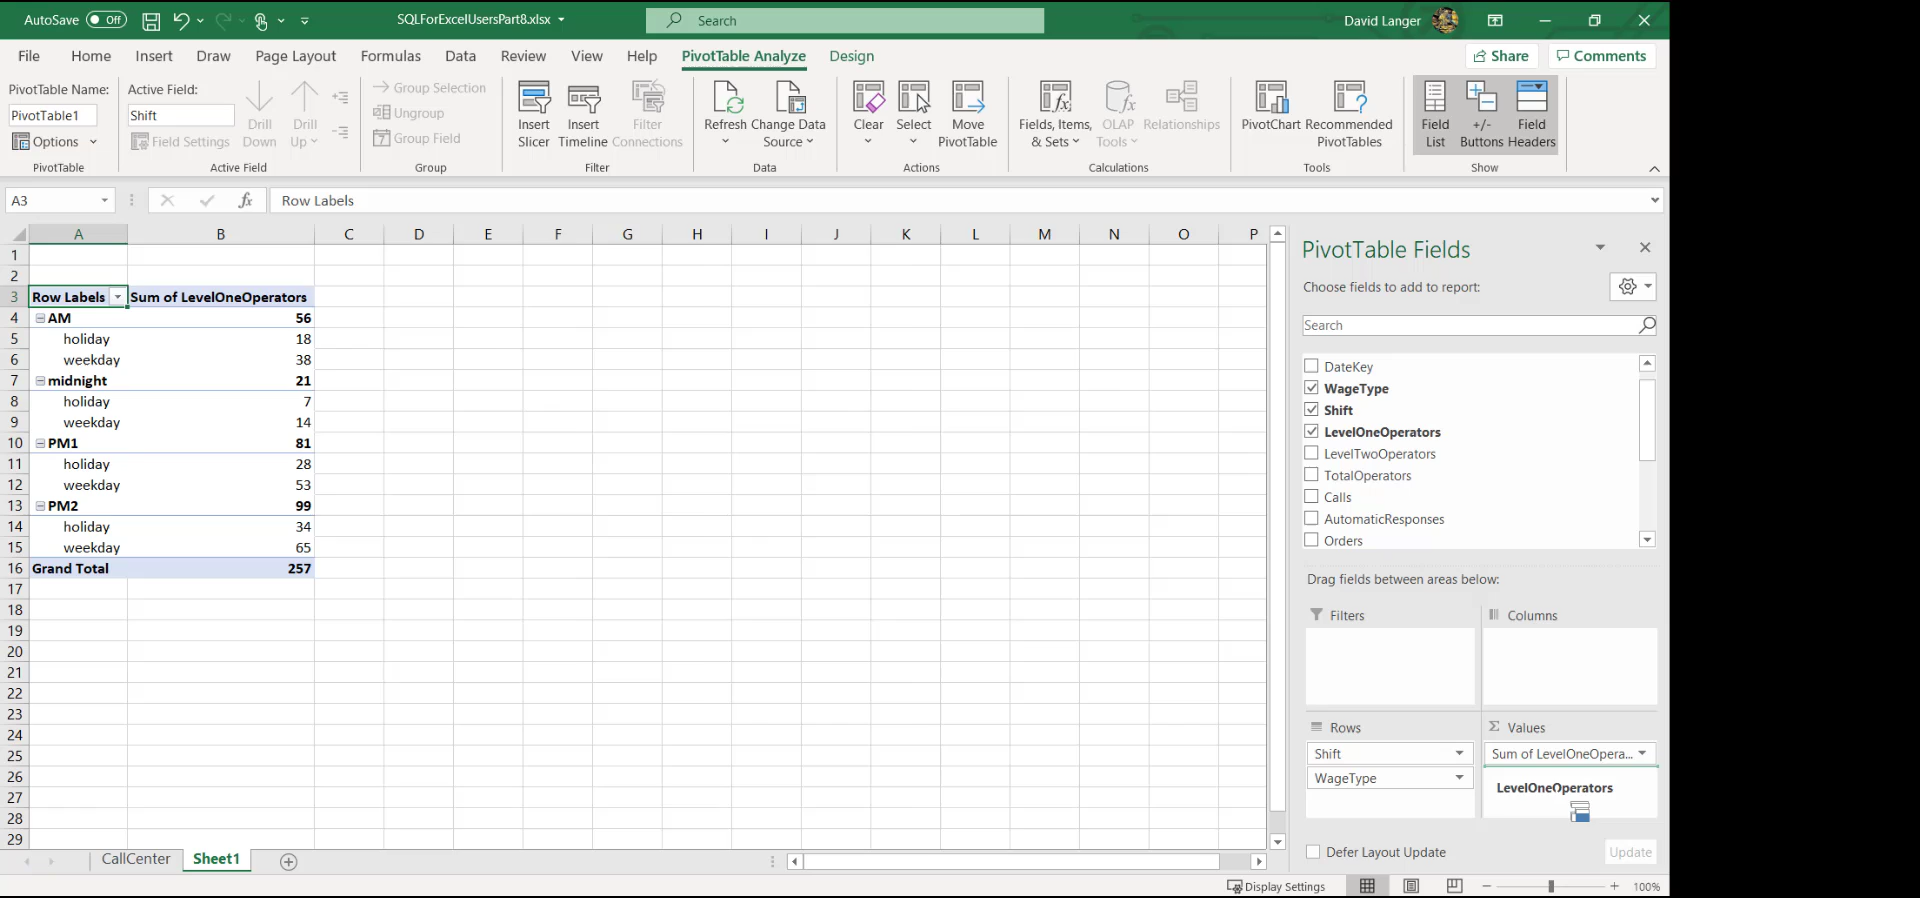 AutoSave Off SQLForExcelUsersPart8.xlsx Search David Langer
File Home Insert Draw Page Layout Formulas Data Review View Help PivotTable Analyze Design Share Comments
PivotTable Name:
PivotTable1
Options
PivotTable
Active Field:
Shift
Field Settings
Drill Down
Drill Up
Active Field
Group Selection
Ungroup
Group Field
Group
Insert Slicer
Insert Timeline
Filter Connections
Filter
Refresh
Change Data Source
Data
Clear
Select
Move PivotTable
Actions
Fields, Items, & Sets
OLAP Tools
Relationships
Calculations
PivotChart
Recommended PivotTables
Tools
Field List
+/- Buttons
Field Headers
Show
A3 fx Row Labels
A B C D E F G H I J K L M N O P
1
2
3 Row Labels Sum of LevelOneOperators
4 AM 56
5 holiday 18
6 weekday 38
7 midnight 21
8 holiday 7
9 weekday 14
10 PM1 81
11 holiday 28
12 weekday 53
13 PM2 99
14 holiday 34
15 weekday 65
16 Grand Total 257
17
18
19
20
21
22
23
24
25
26
27
28
29
PivotTable Fields
Choose fields to add to report:
Search
DateKey
WageType
Shift
LevelOneOperators
LevelTwoOperators
TotalOperators
Calls
AutomaticResponses
Orders
Drag fields between areas below:
Filters
Columns
Rows
Shift
WageType
Σ Values
Sum of LevelOneOpera...
LevelOneOperators
Defer Layout Update Update
CallCenter Sheet1
Display Settings 100%